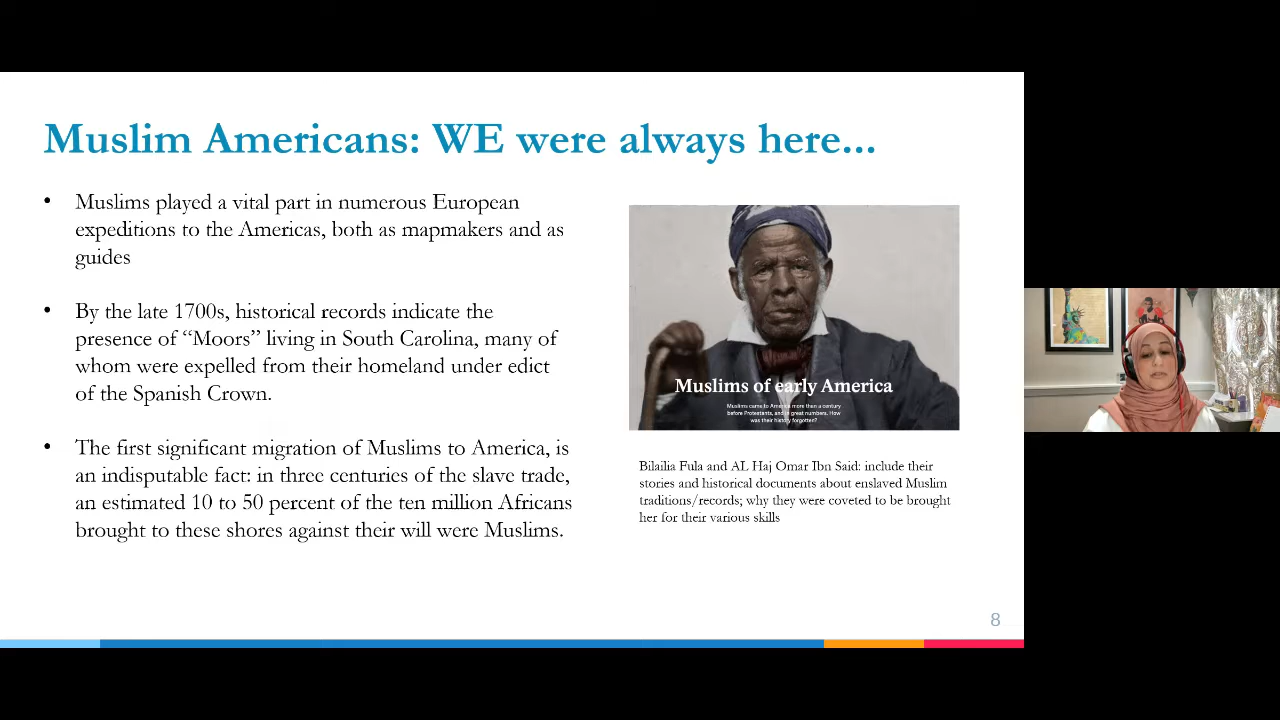 Muslim Americans: WE were always here...
• Muslims played a vital part in numerous European
expeditions to the Americas, both as mapmakers and as
guides
• By the late 1700s, historical records indicate the
presence of “Moors” living in South Carolina, many of
whom were expelled from their homeland under edict
of the Spanish Crown.
• The first significant migration of Muslims to America, is
an indisputable fact: in three centuries of the slave trade,
an estimated 10 to 50 percent of the ten million Africans
brought to these shores against their will were Muslims.
Muslims of early America
Muslims came to America more than a century
before Protestants, and in great numbers. How
was their history forgotten?
Bilailia Fula and AL Haj Omar Ibn Said: include their
stories and historical documents about enslaved Muslim
traditions/records; why they were coveted to be brought
her for their various skills
8